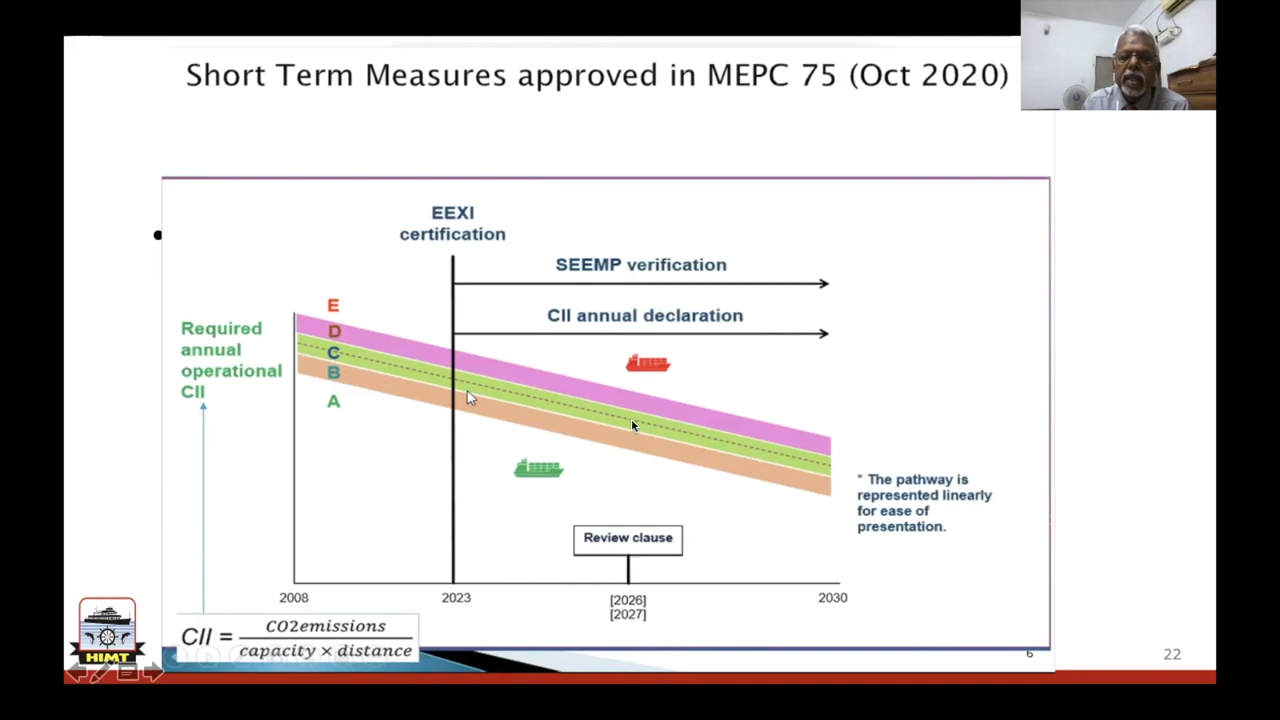 Short Term Measures approved in MEPC 75 (Oct 2020)
EEXI
certification
SEEMP verification
CII annual declaration
Required
annual
operational
CII
E
D
C
B
A
* The pathway is
represented linearly
for ease of
presentation.
Review clause
2008
2023
[2026]
[2027]
2030
CII = CO2emissions / capacity × distance
HIMT
6
22